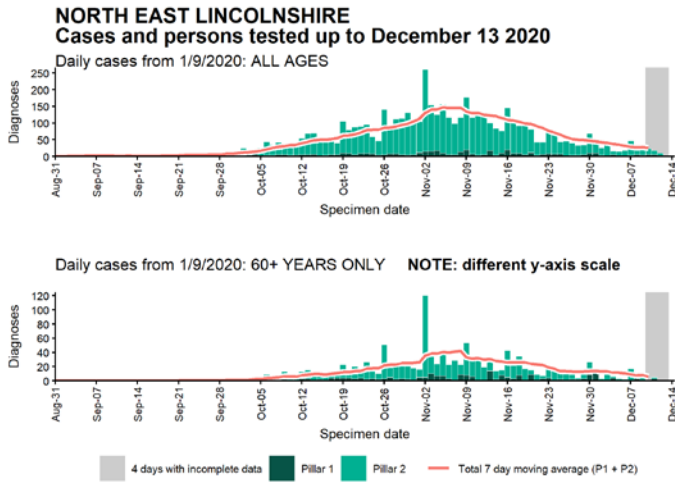 NORTH EAST LINCOLNSHIRE
Cases and persons tested up to December 13 2020
Daily cases from 1/9/2020: ALL AGES
250
200
150
100
50
0
Diagnoses
Aug-31
Sep-07
Sep-14
Sep-21
Sep-28
Oct-05
Oct-12
Oct-19
Oct-26
Nov-02
Nov-09
Nov-16
Nov-23
Nov-30
Dec-07
Dec-14
Specimen date
Daily cases from 1/9/2020: 60+ YEARS ONLY NOTE: different y-axis scale
120
100
80
60
40
20
0
Diagnoses
Aug-31
Sep-07
Sep-14
Sep-21
Sep-28
Oct-05
Oct-12
Oct-19
Oct-26
Nov-02
Nov-09
Nov-16
Nov-23
Nov-30
Dec-07
Dec-14
Specimen date
4 days with incomplete data Pillar 1 Pillar 2 Total 7 day moving average (P1 + P2)